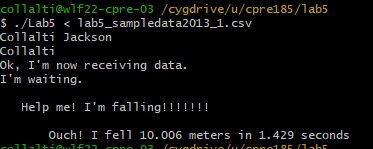 collalti@wlf22-cpre-03 /cygdrive/u/cpre185/lab5
$ ./Lab5 < lab5_sampledata2013_1.csv
Collalti Jackson
Collalti
Ok, I'm now receiving data.
I'm waiting.
Help me! I'm falling!!!!!!!
Ouch! I fell 10.006 meters in 1.429 seconds
collalti@wlf22-cpre-03 /cygdrive/u/cpre185/lab5